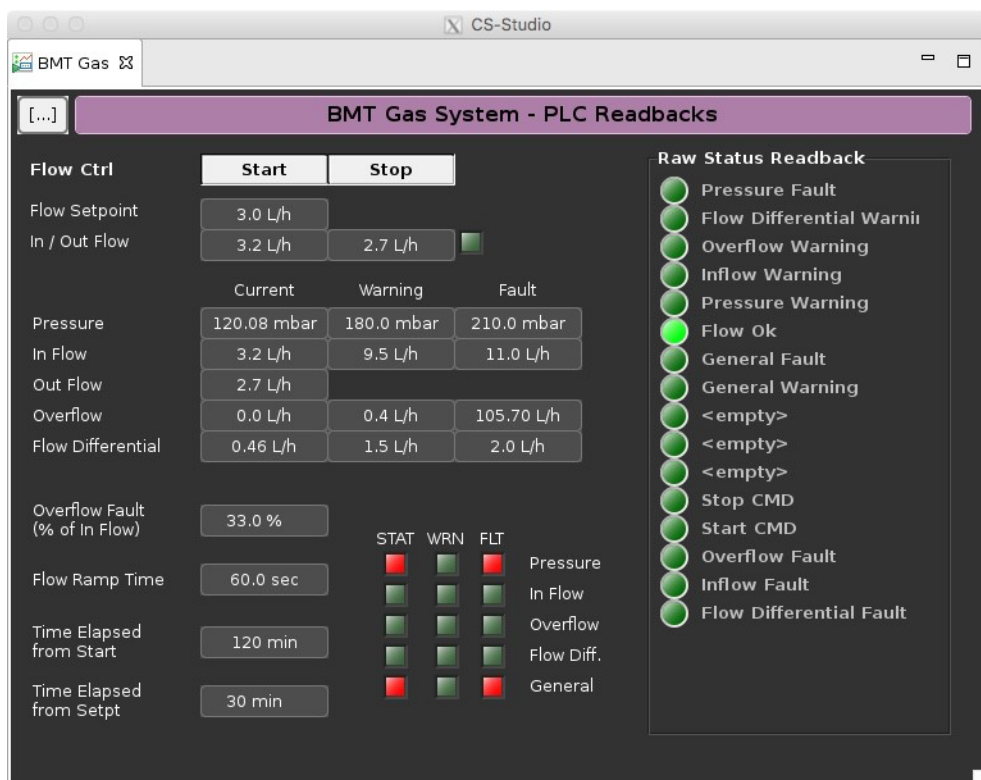 CS-Studio
BMT Gas
[...] BMT Gas System - PLC Readbacks
Flow Ctrl Start Stop
Flow Setpoint 3.0 L/h
In / Out Flow 3.2 L/h 2.7 L/h
Current Warning Fault
Pressure 120.08 mbar 180.0 mbar 210.0 mbar
In Flow 3.2 L/h 9.5 L/h 11.0 L/h
Out Flow 2.7 L/h
Overflow 0.0 L/h 0.4 L/h 105.70 L/h
Flow Differential 0.46 L/h 1.5 L/h 2.0 L/h
Overflow Fault
(% of In Flow) 33.0 %
Flow Ramp Time 60.0 sec
Time Elapsed
from Start 120 min
Time Elapsed
from Setpt 30 min
STAT WRN FLT
Pressure
In Flow
Overflow
Flow Diff.
General
Raw Status Readback
Pressure Fault
Flow Differential Warnin
Overflow Warning
Inflow Warning
Pressure Warning
Flow Ok
General Fault
General Warning
<empty>
<empty>
<empty>
Stop CMD
Start CMD
Overflow Fault
Inflow Fault
Flow Differential Fault